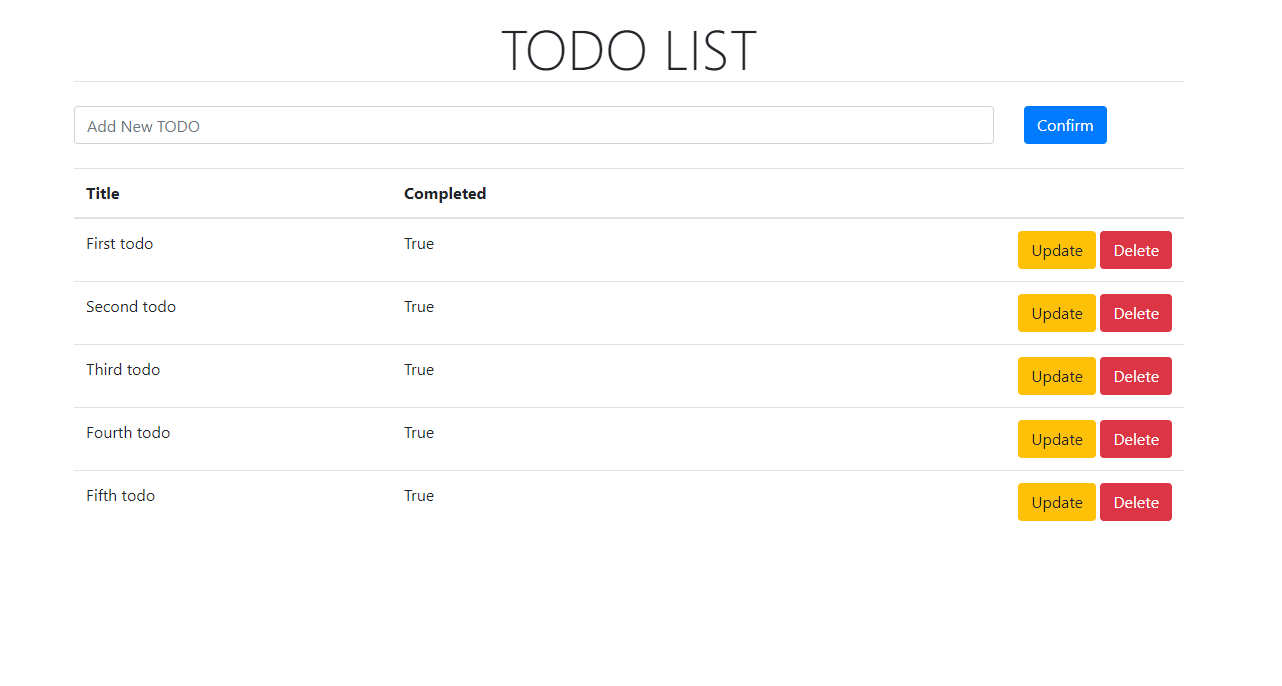 TODO LIST
Add New TODO Confirm
Title Completed
First todo True Update Delete
Second todo True Update Delete
Third todo True Update Delete
Fourth todo True Update Delete
Fifth todo True Update Delete